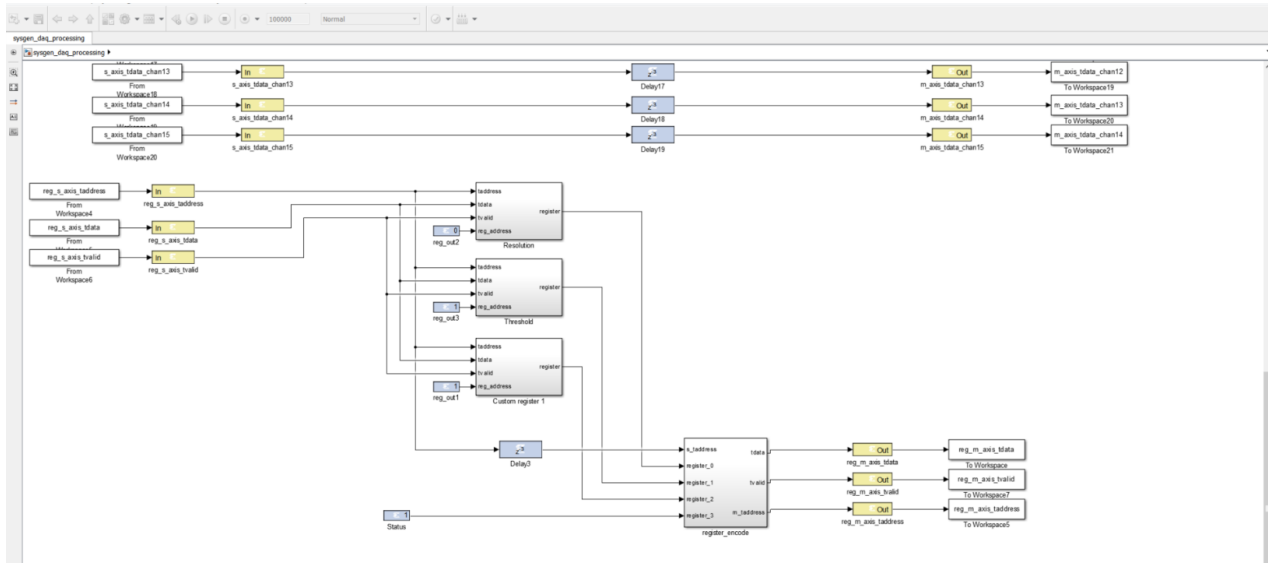 100000
Normal
sysgen_daq_processing
sysgen_daq_processing
s_axis_tdata_chan13
From
Workspace18
In
s_axis_tdata_chan13
Delay17
Out
m_axis_tdata_chan13
m_axis_tdata_chan12
To Workspace19
s_axis_tdata_chan14
From
In
s_axis_tdata_chan14
Delay18
Out
m_axis_tdata_chan14
m_axis_tdata_chan13
To Workspace20
s_axis_tdata_chan15
From
Workspace20
In
s_axis_tdata_chan15
Delay19
Out
m_axis_tdata_chan15
m_axis_tdata_chan14
To Workspace21
reg_s_axis_taddress
From
Workspace4
In
reg_s_axis_taddress
reg_s_axis_tdata
From
In
reg_s_axis_tdata
reg_s_axis_tvalid
From
Workspace6
In
reg_s_axis_tvalid
taddress
tdata
tvalid
reg_address
register
Resolution
0
reg_out2
taddress
tdata
tvalid
reg_address
register
Threshold
1
reg_out3
taddress
tdata
tvalid
reg_address
register
Custom register 1
1
reg_out1
Delay3
1
Status
s_taddress
register_0
register_1
register_2
register_3
tdata
tvalid
m_taddress
register_encode
Out
reg_m_axis_tdata
reg_m_axis_tdata
To Workspace
Out
reg_m_axis_tvalid
reg_m_axis_tvalid
To Workspace7
Out
reg_m_axis_taddress
reg_m_axis_taddress
To Workspace5